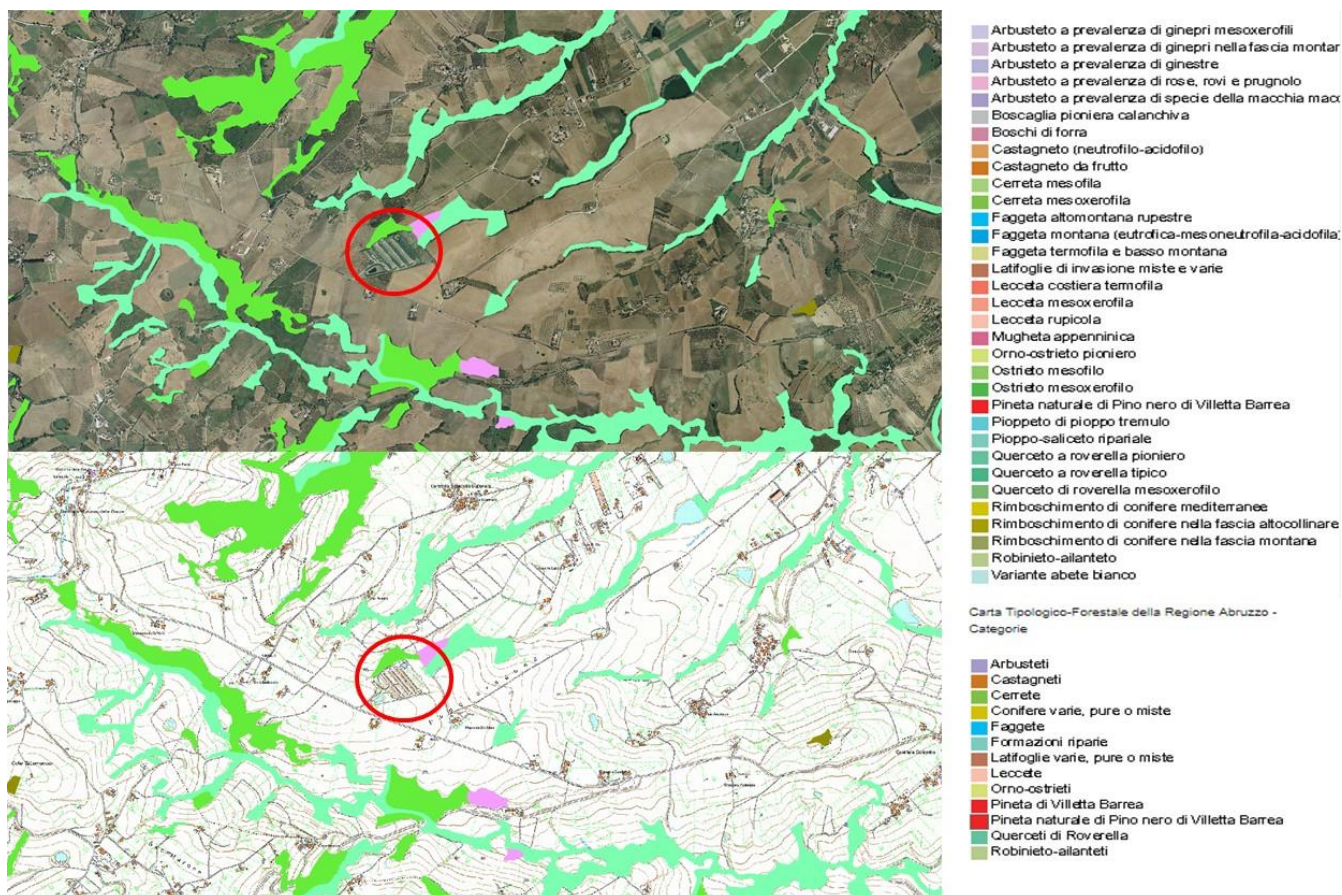 Arbusteto a prevalenza di ginepri mesoxerofili
Arbusteto a prevalenza di ginepri nella fascia montar
Arbusteto a prevalenza di ginestre
Arbusteto a prevalenza di rose, rovi e prugnolo
Arbusteto a prevalenza di specie della macchia mac
Boscaglia pioniera calanchiva
Boschi di forra
Castagneto (neutrofilo-acidofilo)
Castagneto da frutto
Cerreta mesofila
Cerreta mesoxerofila
Faggeta altomontana rupestre
Faggeta montana (eutrofica-mesoneutrofila-acidofila
Faggeta termofila e basso montana
Latifoglie di invasione miste e varie
Lecceta costiera termofila
Lecceta mesoxerofila
Lecceta rupicola
Mugheta appenninica
Orno-ostrieto pioniero
Ostrieto mesofilo
Ostrieto mesoxerofilo
Pineta naturale di Pino nero di Villetta Barrea
Pioppeto di pioppo tremulo
Pioppo-saliceto ripariale
Querceto a roverella pioniero
Querceto a roverella tipico
Querceto di roverella mesoxerofilo
Rimboschimento di conifere mediterranee
Rimboschimento di conifere nella fascia altocollinare
Rimboschimento di conifere nella fascia montana
Robinieto-ailanteto
Variante abete bianco
Carta Tipologico-Forestale della Regione Abruzzo -
Categorie
Arbusteti
Castagneti
Cerrete
Conifere varie, pure o miste
Faggete
Formazioni riparie
Latifoglie varie, pure o miste
Leccete
Orno-ostrieti
Pineta di Villetta Barrea
Pineta naturale di Pino nero di Villetta Barrea
Querceti di Roverella
Robinieto-ailanteti